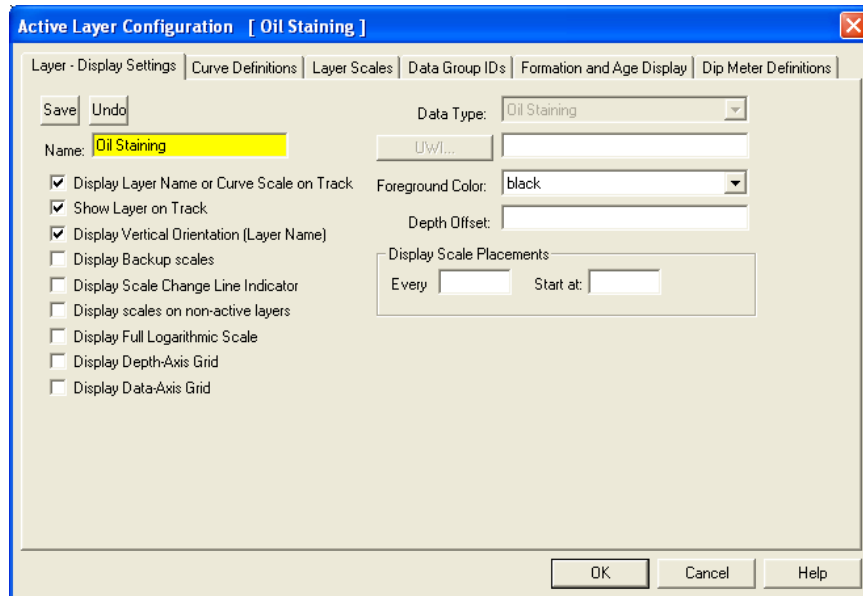 Active Layer Configuration [ Oil Staining ]
Layer - Display Settings Curve Definitions Layer Scales Data Group IDs Formation and Age Display Dip Meter Definitions
Save Undo
Name: Oil Staining
Display Layer Name or Curve Scale on Track
Show Layer on Track
Display Vertical Orientation (Layer Name)
Display Backup scales
Display Scale Change Line Indicator
Display scales on non-active layers
Display Full Logarithmic Scale
Display Depth-Axis Grid
Display Data-Axis Grid
Data Type: Oil Staining
UWI...
Foreground Color: black
Depth Offset:
Display Scale Placements
Every Start at:
OK Cancel Help